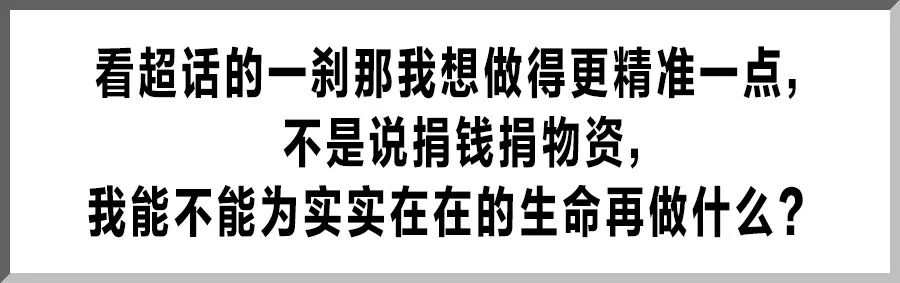 看超话的一刹那我想做得更精准一点，
不是说捐钱捐物资，
我能不能为实实在在的生命再做什么？